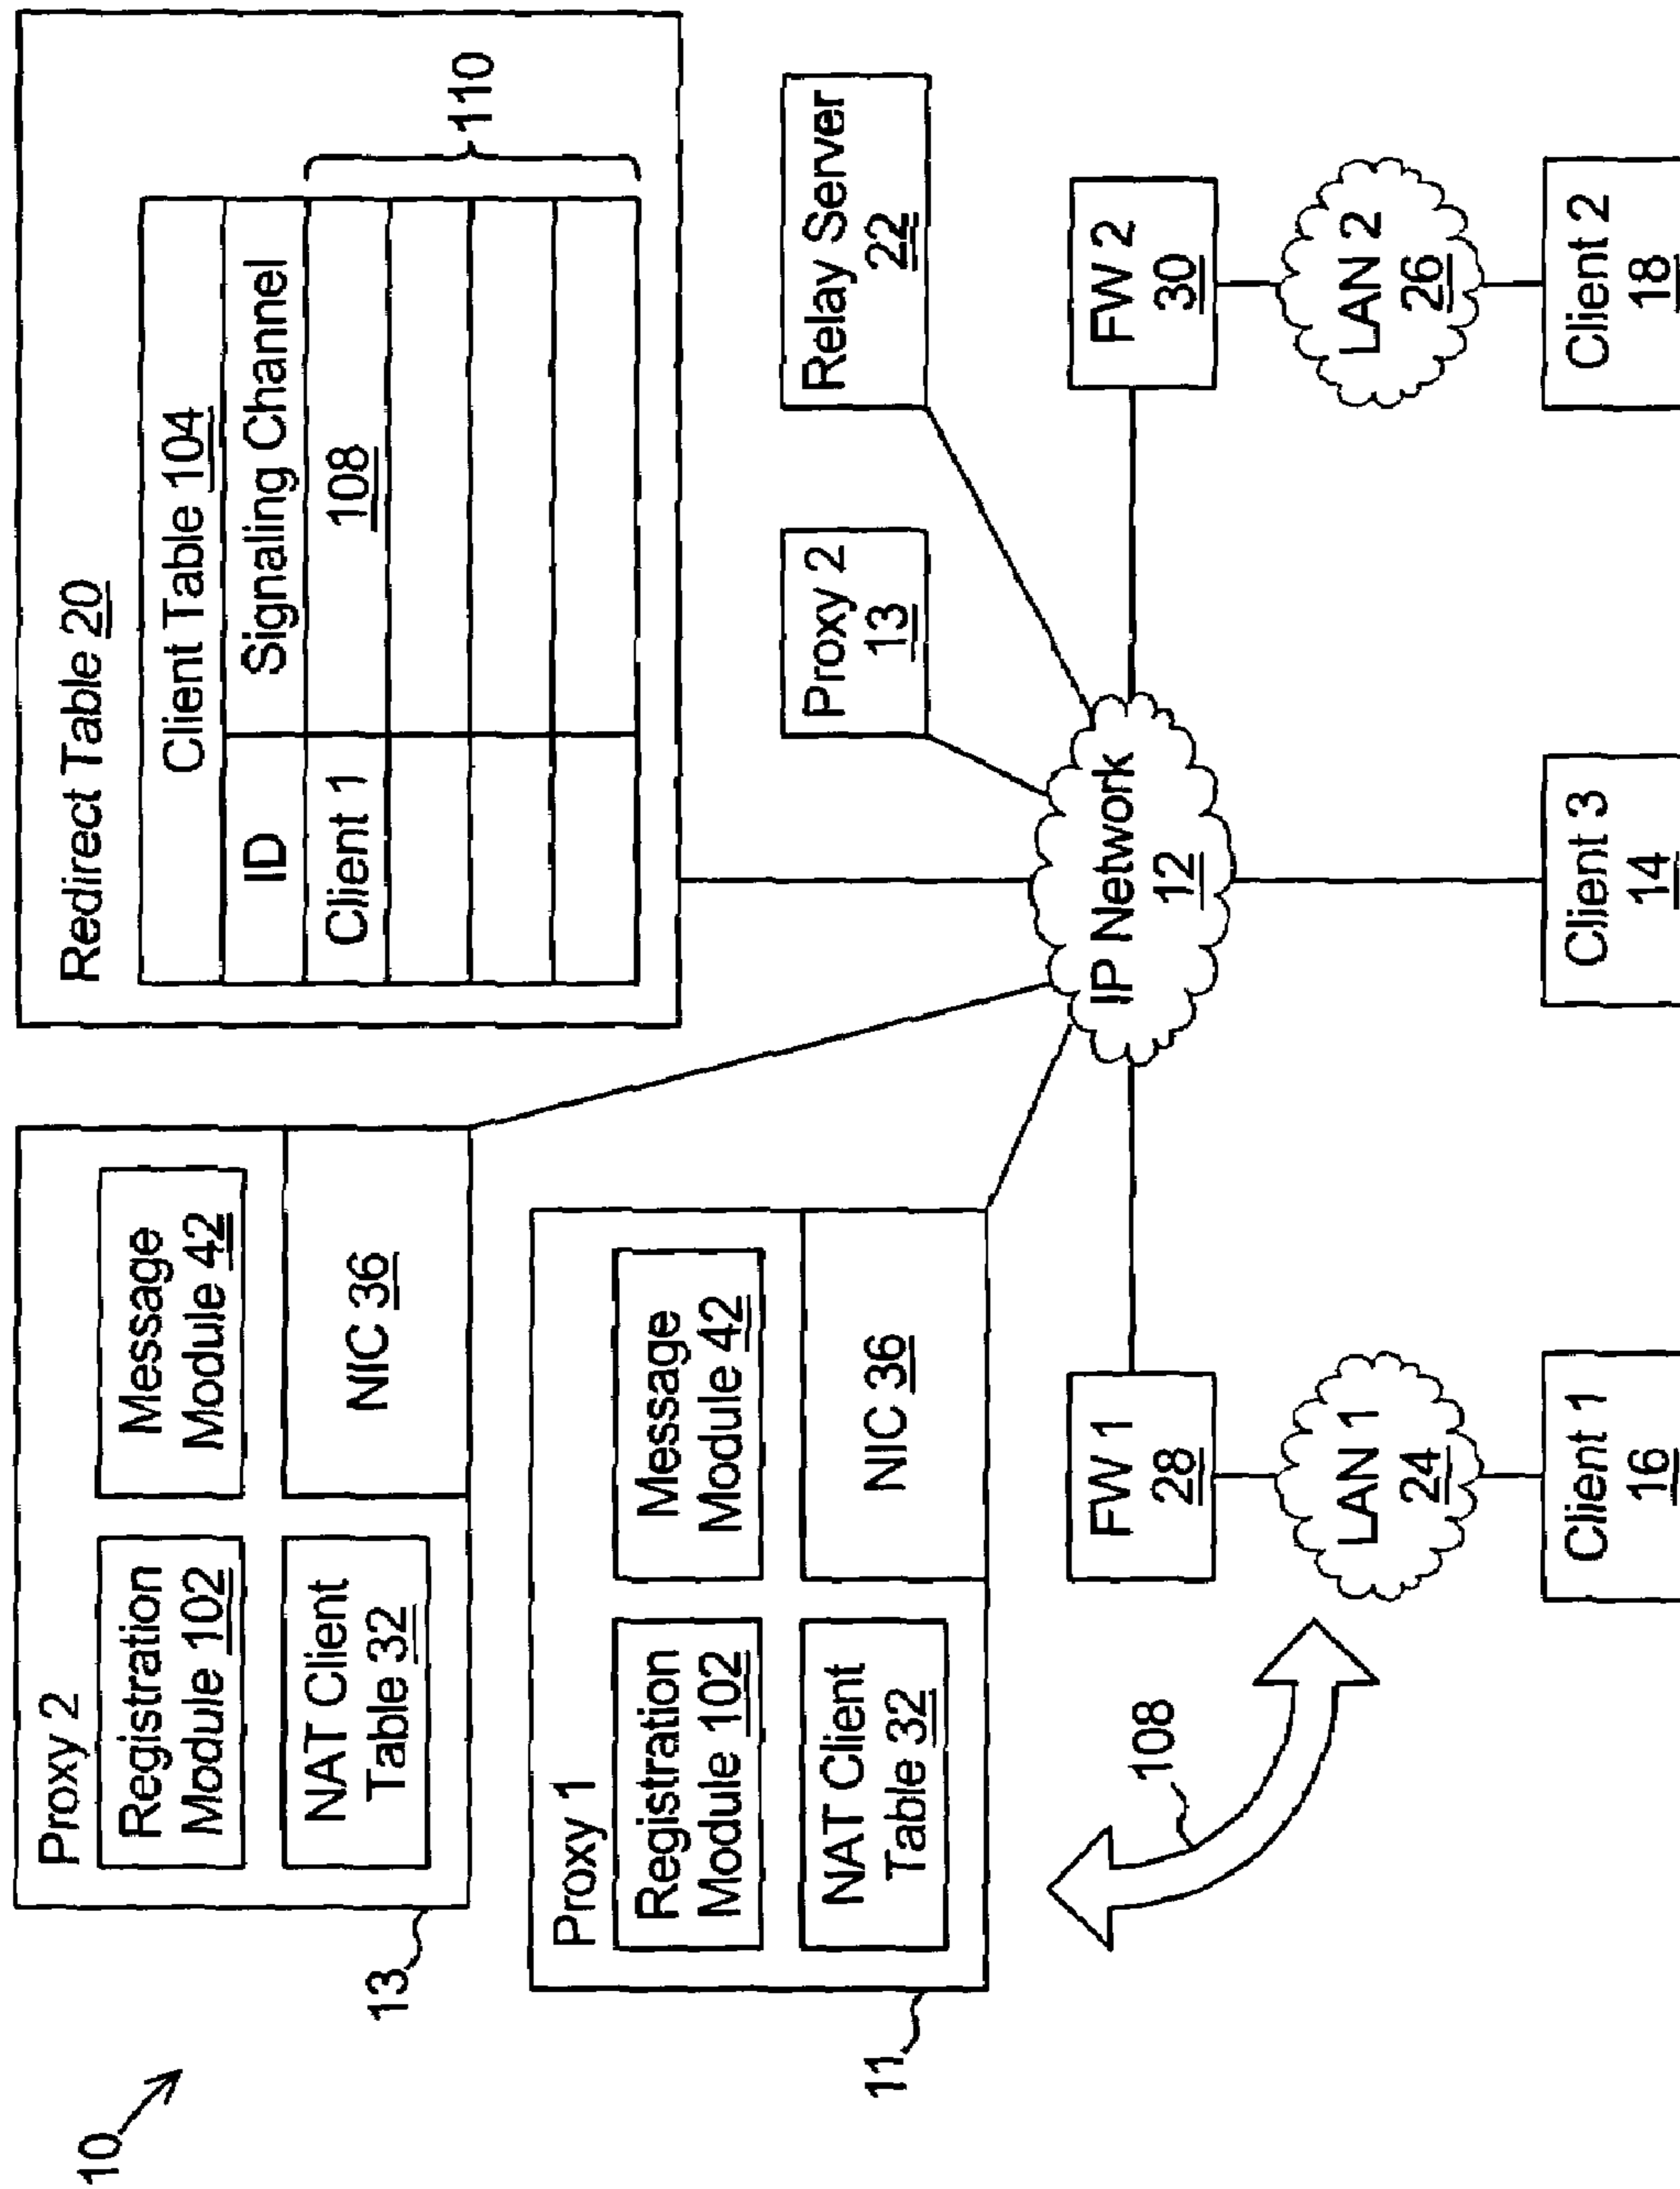 10
Proxy 2
Registration
Module 102
Message
Module 42
NAT Client
Table 32
NIC 36
13
Proxy 1
Registration
Module 102
Message
Module 42
NAT Client
Table 32
NIC 36
11
Redirect Table 20
Client Table 104
ID
Signaling Channel
Client 1
108
110
Proxy 2
13
Relay Server
22
IP Network
12
108
FW 1
28
LAN 1
24
Client 1
16
Client 3
14
FW 2
30
LAN 2
26
Client 2
18